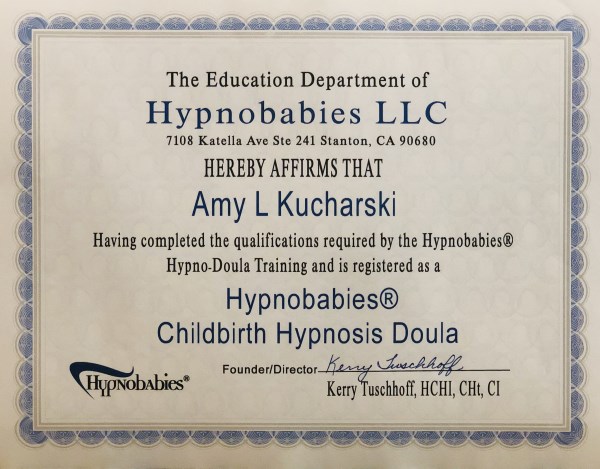 The Education Department of
Hypnobabies LLC
7108 Katella Ave Ste 241 Stanton, CA 90680
HEREBY AFFIRMS THAT
Amy L Kucharski
Having completed the qualifications required by the Hypnobabies®
Hypno-Doula Training and is registered as a
Hypnobabies®
Childbirth Hypnosis Doula
Hypnobabies®
Founder/Director Kerry Tuschhoff
Kerry Tuschhoff, HCHI, CHt, CI